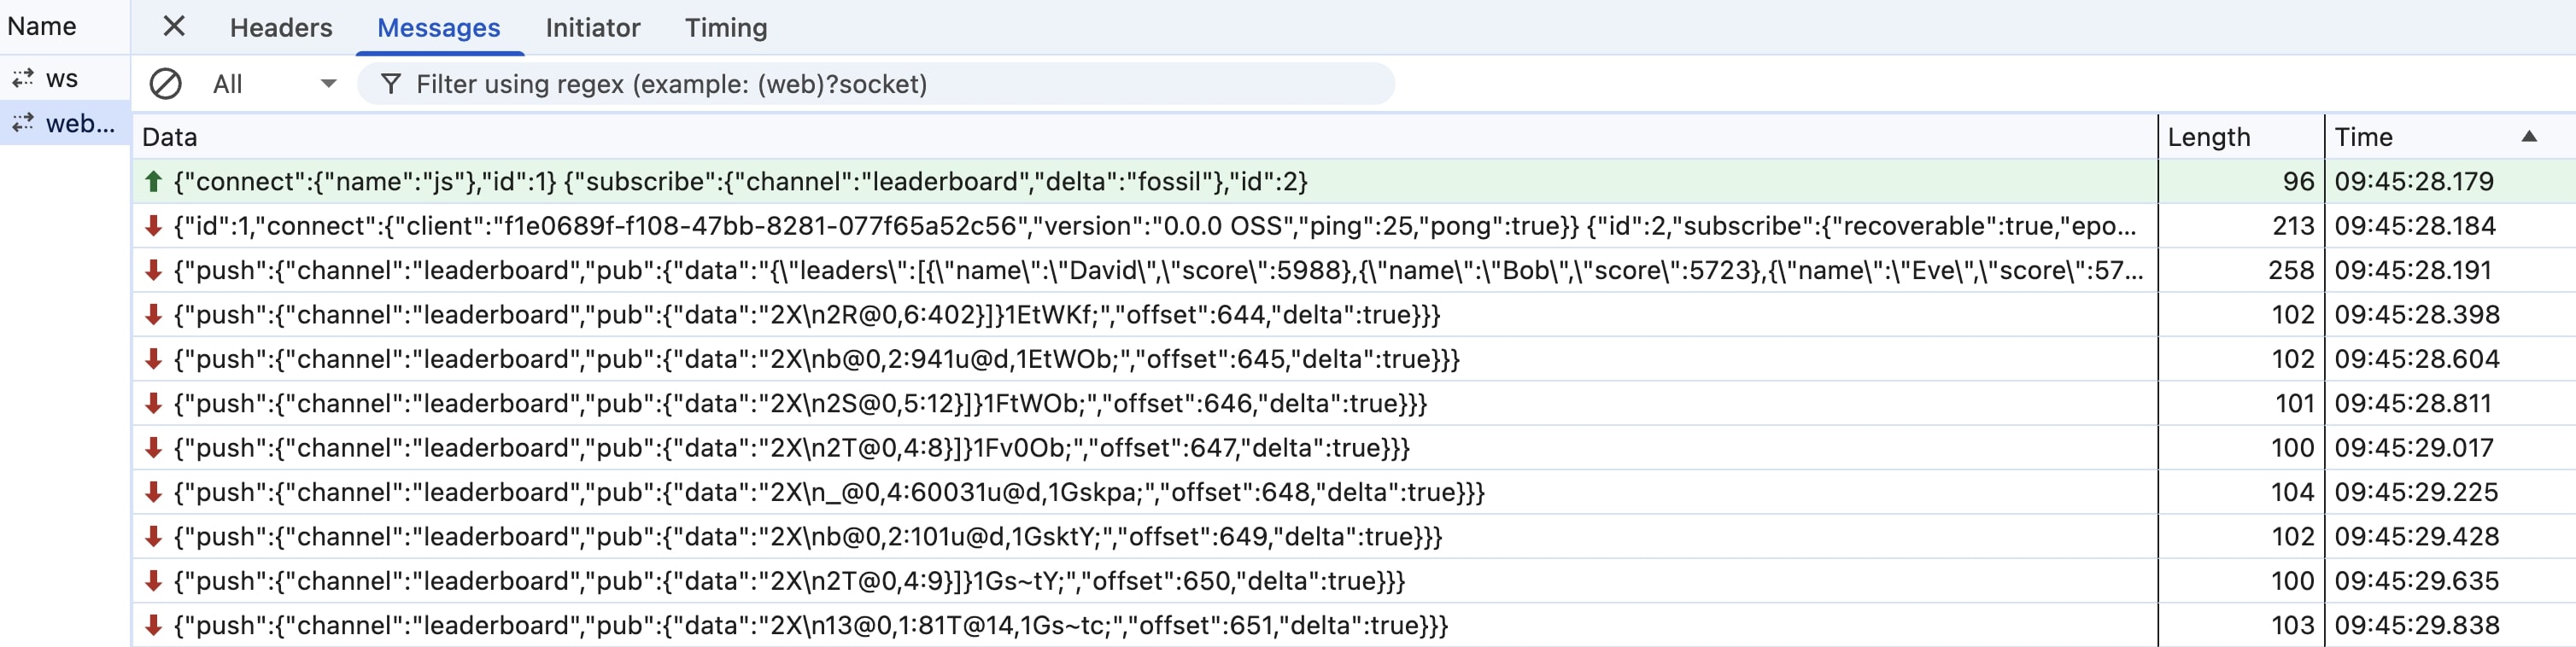 Name
Headers Messages Initiator Timing
ws
All Filter using regex (example: (web)?socket)
web...
Data Length Time
{"connect":{"name":"js"},"id":1} {"subscribe":{"channel":"leaderboard","delta":"fossil"},"id":2} 96 09:45:28.179
{"id":1,"connect":{"client":"f1e0689f-f108-47bb-8281-077f65a52c56","version":"0.0.0 OSS","ping":25,"pong":true}} {"id":2,"subscribe":{"recoverable":true,"epo... 213 09:45:28.184
{"push":{"channel":"leaderboard","pub":{"data":"{\"leaders\":[{\"name\":\"David\",\"score\":5988},{\"name\":\"Bob\",\"score\":5723},{\"name\":\"Eve\",\"score\":57... 258 09:45:28.191
{"push":{"channel":"leaderboard","pub":{"data":"2X\n2R@0,6:402}]}1EtWKf;","offset":644,"delta":true}}} 102 09:45:28.398
{"push":{"channel":"leaderboard","pub":{"data":"2X\nb@0,2:941u@d,1EtWOb;","offset":645,"delta":true}}} 102 09:45:28.604
{"push":{"channel":"leaderboard","pub":{"data":"2X\n2S@0,5:12}]}1FtWOb;","offset":646,"delta":true}}} 101 09:45:28.811
{"push":{"channel":"leaderboard","pub":{"data":"2X\n2T@0,4:8}]}1Fv0Ob;","offset":647,"delta":true}}} 100 09:45:29.017
{"push":{"channel":"leaderboard","pub":{"data":"2X\n_@0,4:60031u@d,1Gskpa;","offset":648,"delta":true}}} 104 09:45:29.225
{"push":{"channel":"leaderboard","pub":{"data":"2X\nb@0,2:101u@d,1GsktY;","offset":649,"delta":true}}} 102 09:45:29.428
{"push":{"channel":"leaderboard","pub":{"data":"2X\n2T@0,4:9}]}1Gs~tY;","offset":650,"delta":true}}} 100 09:45:29.635
{"push":{"channel":"leaderboard","pub":{"data":"2X\n13@0,1:81T@14,1Gs~tc;","offset":651,"delta":true}}} 103 09:45:29.838